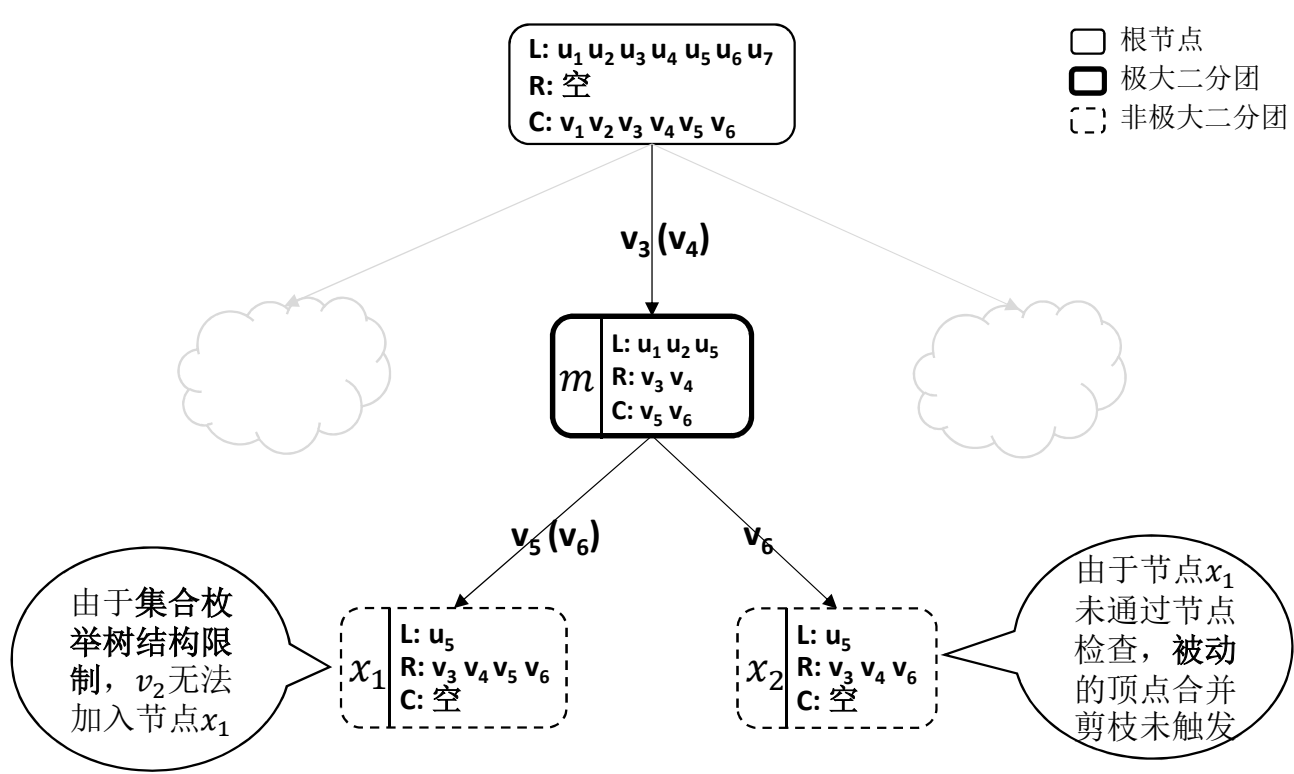 L: u₁ u₂ u₃ u₄ u₅ u₆ u₇
R: 空
C: v₁ v₂ v₃ v₄ v₅ v₆
根节点
极大二分团
非极大二分团
v₃ (v₄)
m
L: u₁ u₂ u₅
R: v₃ v₄
C: v₅ v₆
v₅ (v₆)
v₆
由于集合枚
举树结构限
制，v₂无法
加入节点x₁
x₁
L: u₅
R: v₃ v₄ v₅ v₆
C: 空
x₂
L: u₅
R: v₃ v₄ v₆
C: 空
由于节点x₁
未通过节点
检查，被动
的顶点合并
剪枝未触发